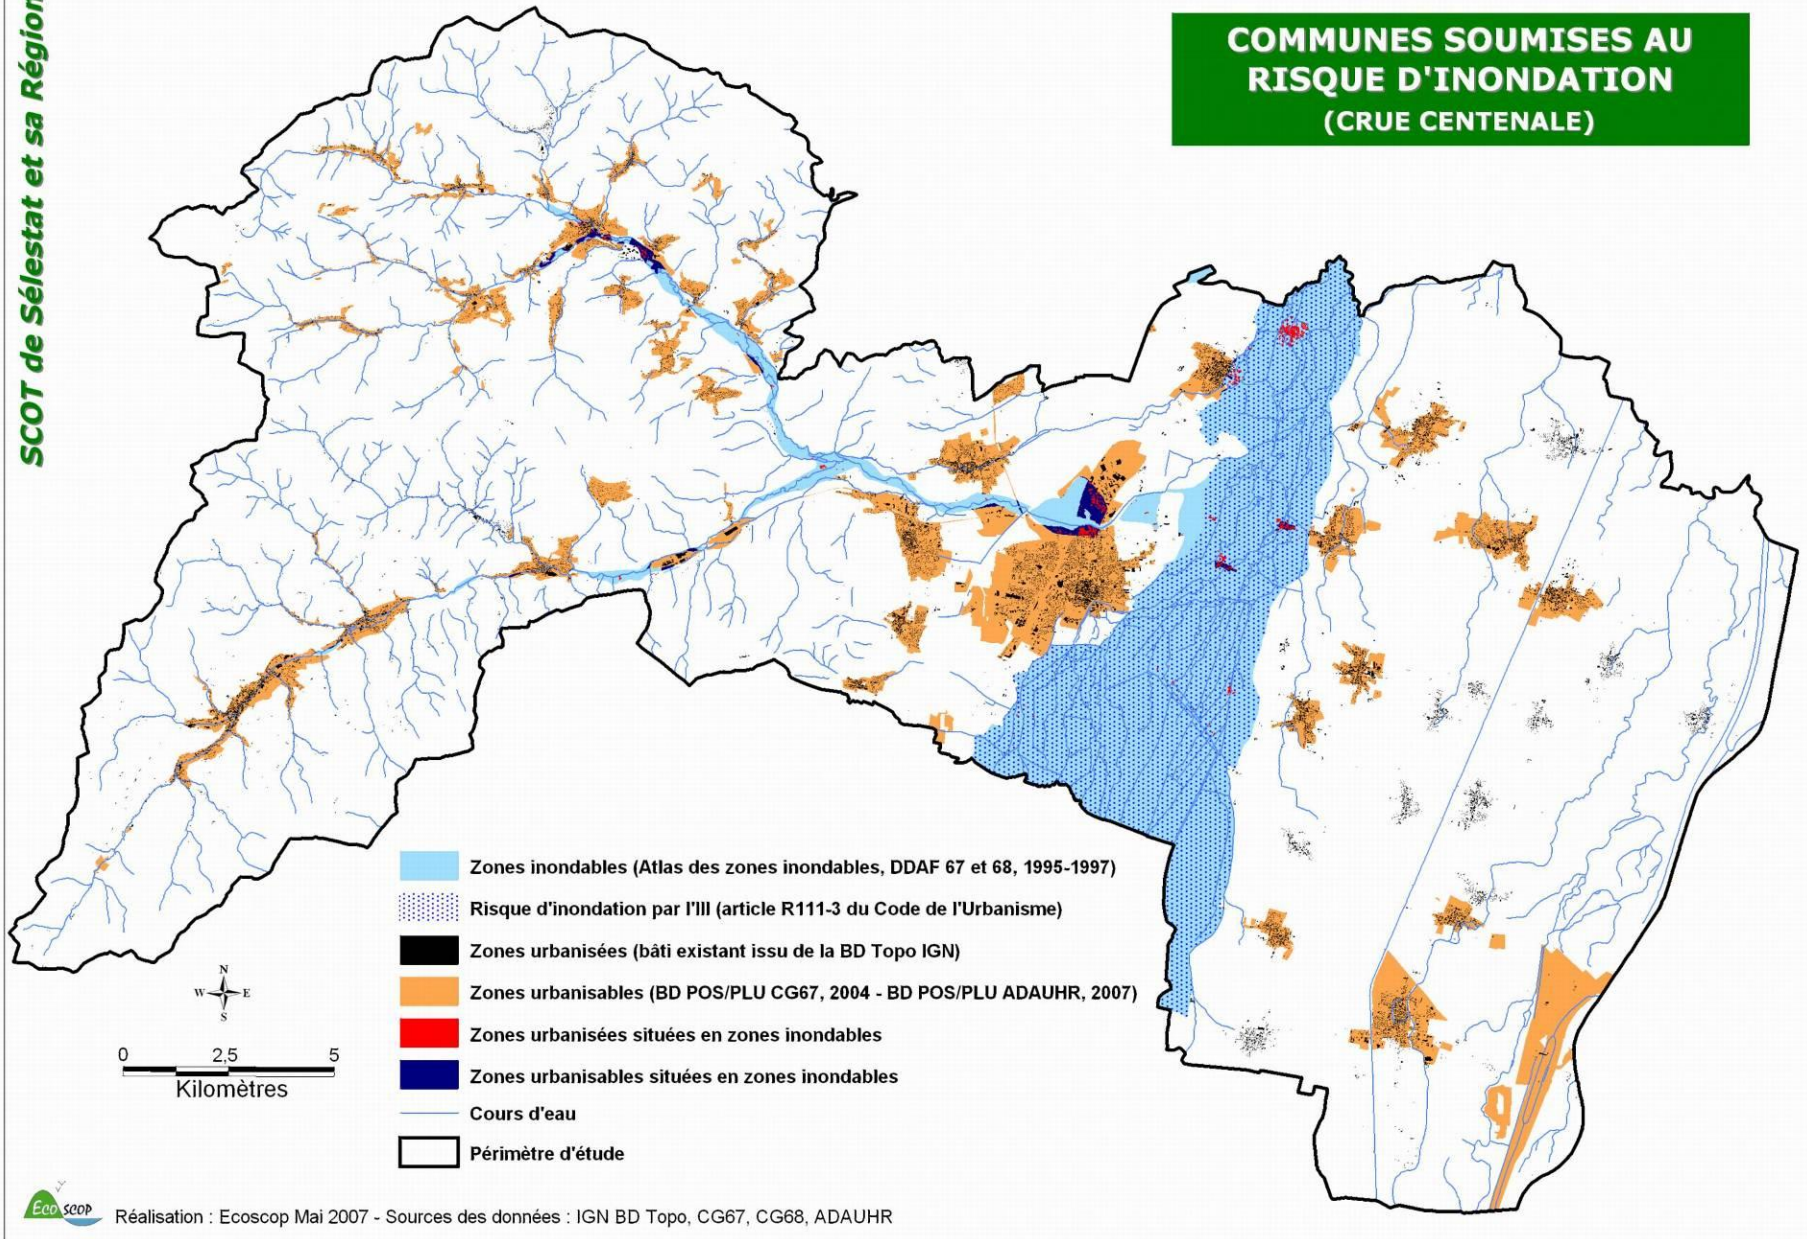 SCOT de Sélestat et sa Région
COMMUNES SOUMISES AU
RISQUE D'INONDATION
(CRUE CENTENALE)
Zones inondables (Atlas des zones inondables, DDAF 67 et 68, 1995-1997)
Risque d'inondation par l'Ill (article R111-3 du Code de l'Urbanisme)
Zones urbanisées (bâti existant issu de la BD Topo IGN)
Zones urbanisables (BD POS/PLU CG67, 2004 - BD POS/PLU ADAUHR, 2007)
Zones urbanisées situées en zones inondables
Zones urbanisables situées en zones inondables
Cours d'eau
Périmètre d'étude
N
W E
S
0 2,5 5
Kilomètres
Eco scop
Réalisation : Ecoscop Mai 2007 - Sources des données : IGN BD Topo, CG67, CG68, ADAUHR